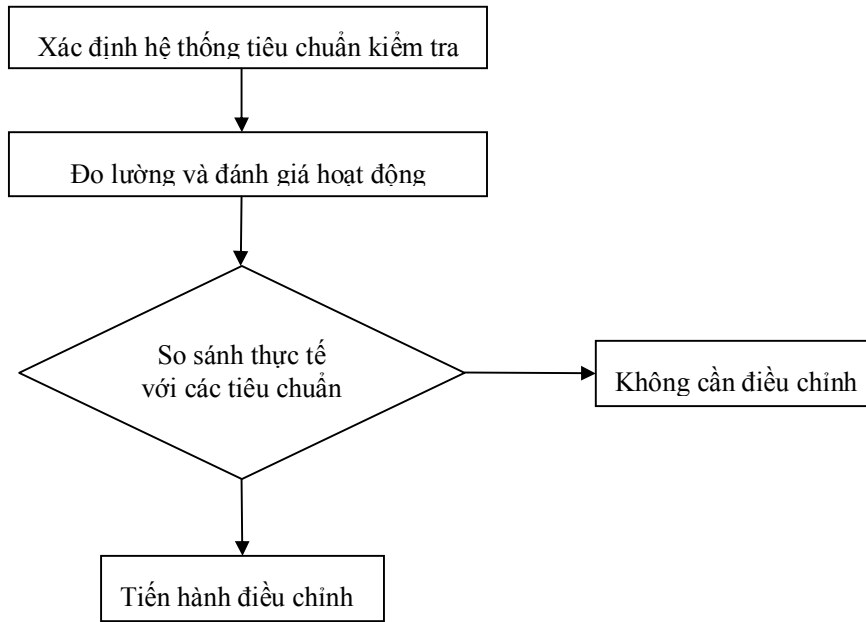 Xác định hệ thống tiêu chuẩn kiểm tra
Đo lường và đánh giá hoạt động
So sánh thực tế
với các tiêu chuẩn
Không cần điều chỉnh
Tiến hành điều chỉnh